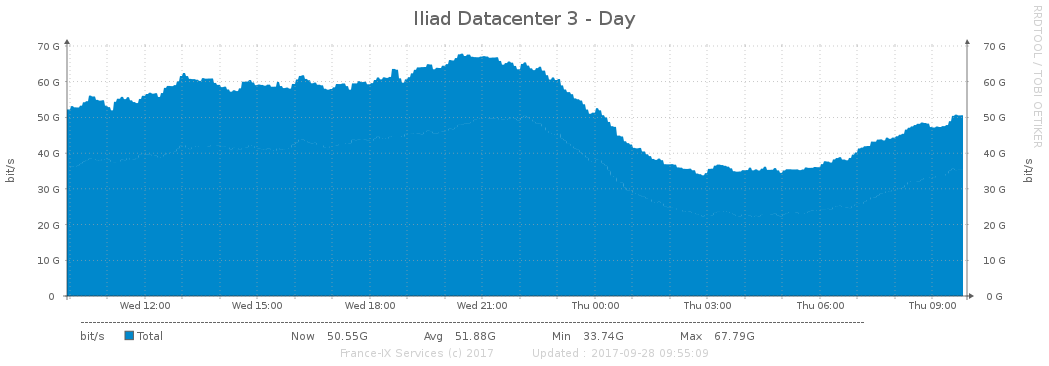 Iliad Datacenter 3 - Day
RRDTOOL / TOBI OETIKER
bit/s
70 G
60 G
50 G
40 G
30 G
20 G
10 G
0
70 G
60 G
50 G
40 G
30 G
20 G
10 G
0 G
bit/s
Wed 12:00 Wed 15:00 Wed 18:00 Wed 21:00 Thu 00:00 Thu 03:00 Thu 06:00 Thu 09:00
bit/s Total Now 50.55G Avg 51.88G Min 33.74G Max 67.79G
France-IX Services (c) 2017 Updated : 2017-09-28 09:55:09